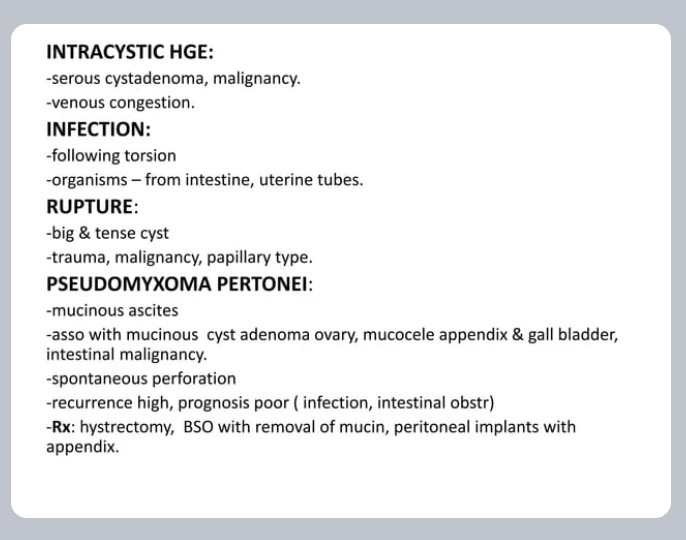 INTRACYSTIC HGE:
-serous cystadenoma, malignancy.
-venous congestion.
INFECTION:
-following torsion
-organisms – from intestine, uterine tubes.
RUPTURE:
-big & tense cyst
-trauma, malignancy, papillary type.
PSEUDOMYXOMA PERTONEI:
-mucinous ascites
-asso with mucinous  cyst adenoma ovary, mucocele appendix & gall bladder,
intestinal malignancy.
-spontaneous perforation
-recurrence high, prognosis poor ( infection, intestinal obstr)
-Rx: hystrectomy,  BSO with removal of mucin, peritoneal implants with
appendix.